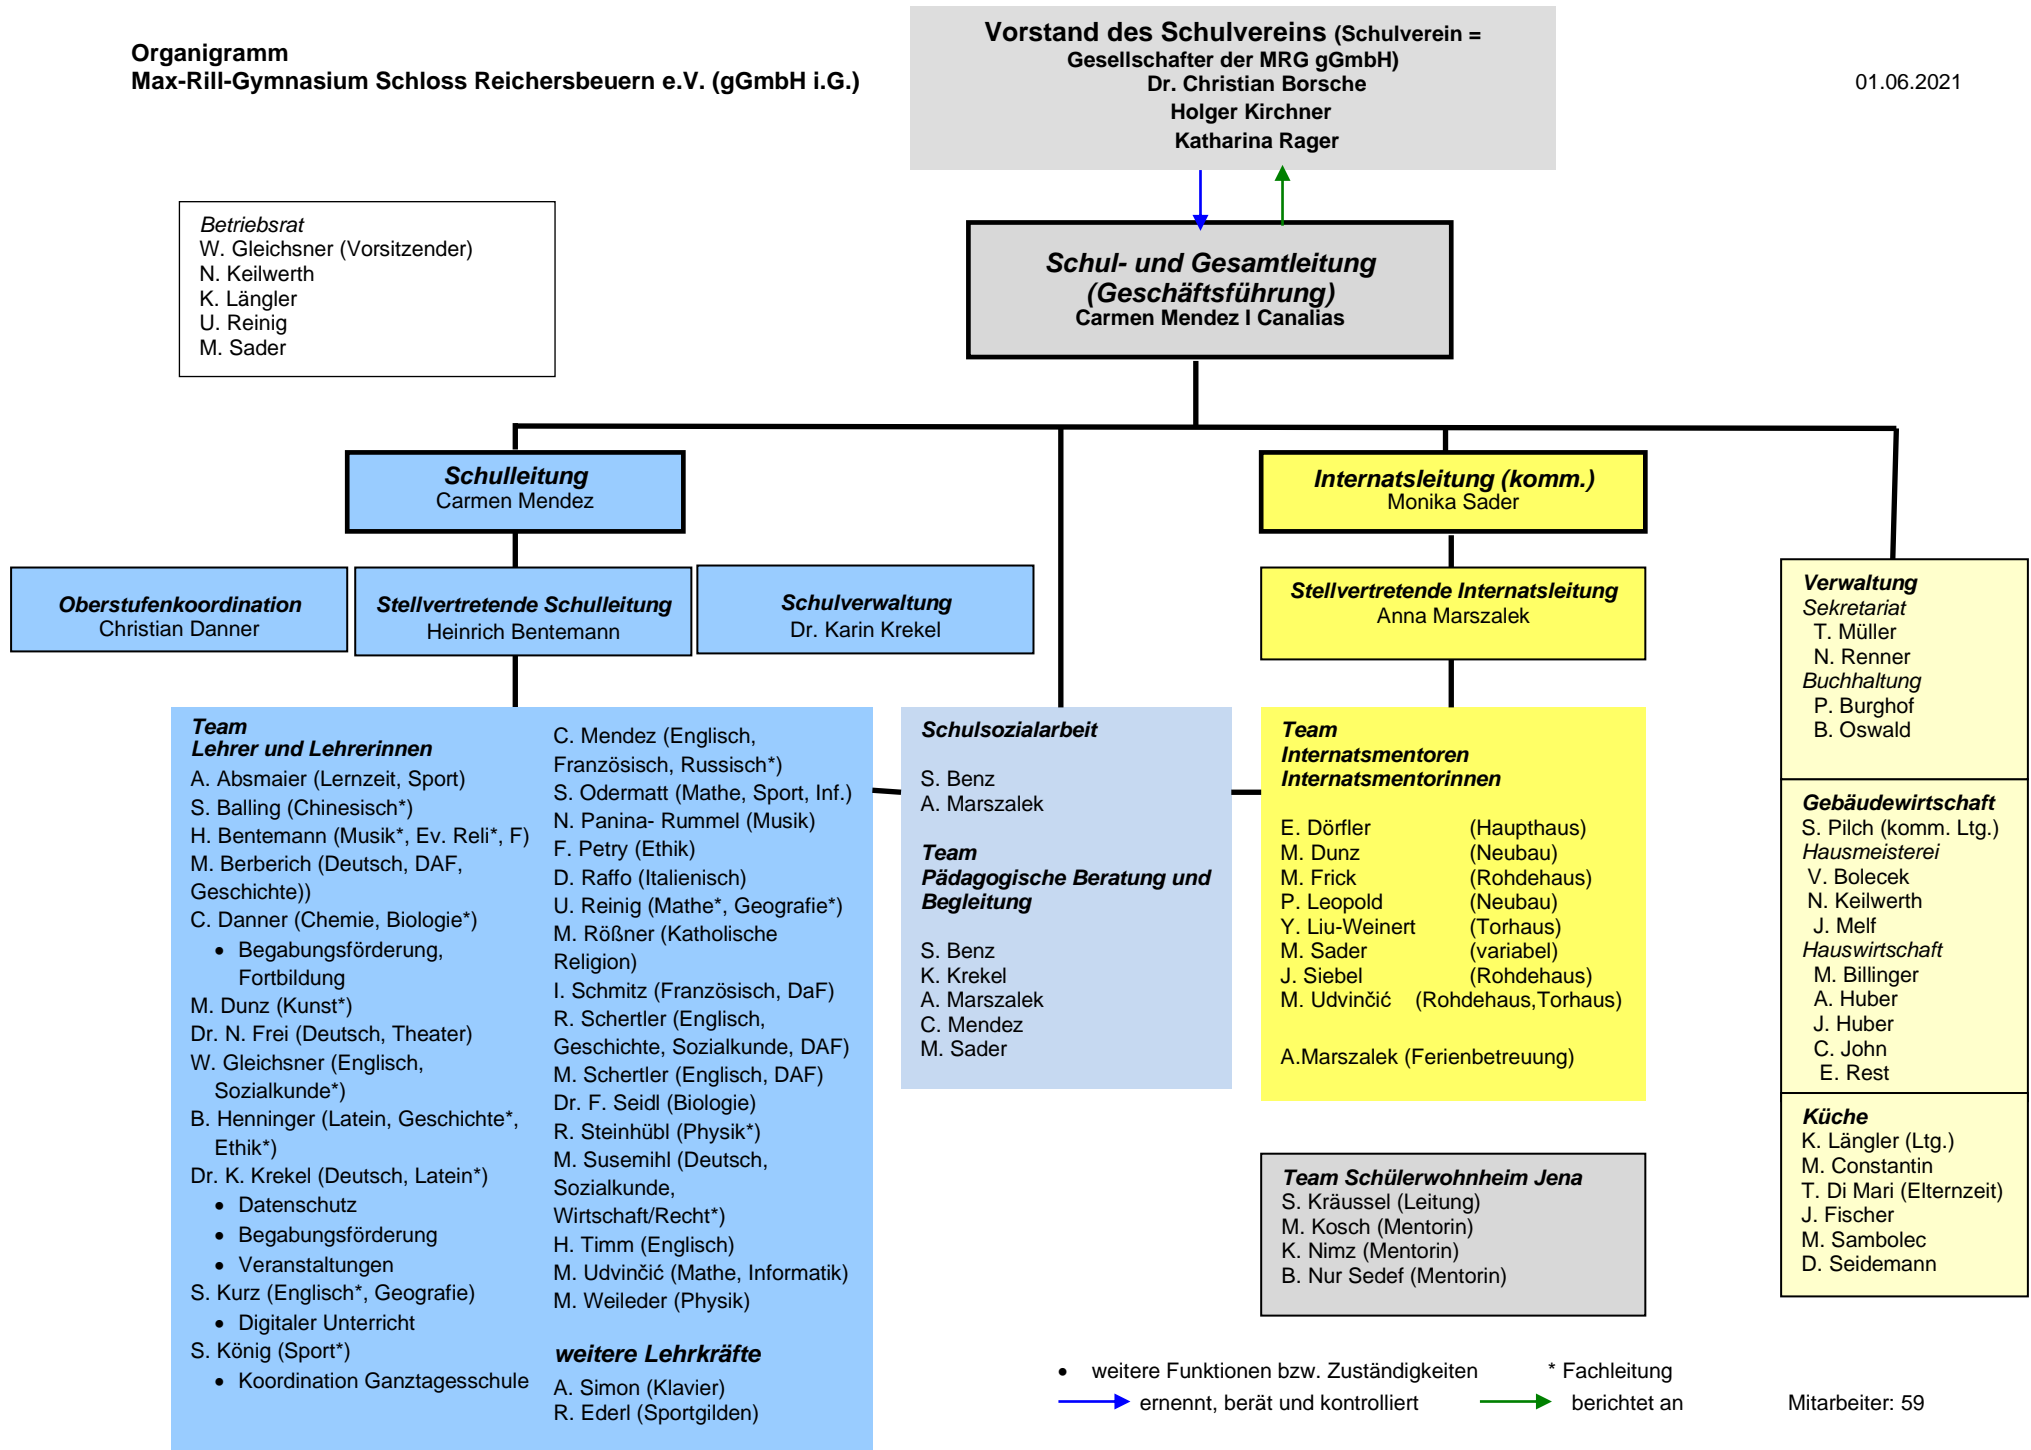 Organigramm
Max-Rill-Gymnasium Schloss Reichersbeuern e.V. (gGmbH i.G.)
Vorstand des Schulvereins (Schulverein =
Gesellschafter der MRG gGmbH)
Dr. Christian Borsche
Holger Kirchner
Katharina Rager
01.06.2021
Betriebsrat
W. Gleichsner (Vorsitzender)
N. Keilwerth
K. Längler
U. Reinig
M. Sader
Schul- und Gesamtleitung
(Geschäftsführung)
Carmen Mendez I Canalias
Schulleitung
Carmen Mendez
Internatsleitung (komm.)
Monika Sader
Oberstufenkoordination
Christian Danner
Stellvertretende Schulleitung
Heinrich Bentemann
Schulverwaltung
Dr. Karin Krekel
Stellvertretende Internatsleitung
Anna Marszalek
Team
Lehrer und Lehrerinnen
A. Absmaier (Lernzeit, Sport)
S. Balling (Chinesisch*)
H. Bentemann (Musik*, Ev. Reli*, F)
M. Berberich (Deutsch, DAF,
Geschichte))
C. Danner (Chemie, Biologie*)
• Begabungsförderung,
Fortbildung
M. Dunz (Kunst*)
Dr. N. Frei (Deutsch, Theater)
W. Gleichsner (Englisch,
Sozialkunde*)
B. Henninger (Latein, Geschichte*,
Ethik*)
Dr. K. Krekel (Deutsch, Latein*)
• Datenschutz
• Begabungsförderung
• Veranstaltungen
S. Kurz (Englisch*, Geografie)
• Digitaler Unterricht
S. König (Sport*)
• Koordination Ganztagesschule
C. Mendez (Englisch,
Französisch, Russisch*)
S. Odermatt (Mathe, Sport, Inf.)
N. Panina- Rummel (Musik)
F. Petry (Ethik)
D. Raffo (Italienisch)
U. Reinig (Mathe*, Geografie*)
M. Rößner (Katholische
Religion)
I. Schmitz (Französisch, DaF)
R. Schertler (Englisch,
Geschichte, Sozialkunde, DAF)
M. Schertler (Englisch, DAF)
Dr. F. Seidl (Biologie)
R. Steinhübl (Physik*)
M. Susemihl (Deutsch,
Sozialkunde,
Wirtschaft/Recht*)
H. Timm (Englisch)
M. Udvinčić (Mathe, Informatik)
M. Weileder (Physik)
weitere Lehrkräfte
A. Simon (Klavier)
R. Ederl (Sportgilden)
Schulsozialarbeit
S. Benz
A. Marszalek
Team
Pädagogische Beratung und
Begleitung
S. Benz
K. Krekel
A. Marszalek
C. Mendez
M. Sader
Team
Internatsmentoren
Internatsmentorinnen
E. Dörfler (Haupthaus)
M. Dunz (Neubau)
M. Frick (Rohdehaus)
P. Leopold (Neubau)
Y. Liu-Weinert (Torhaus)
M. Sader (variabel)
J. Siebel (Rohdehaus)
M. Udvinčić (Rohdehaus,Torhaus)
A.Marszalek (Ferienbetreuung)
Team Schülerwohnheim Jena
S. Kräussel (Leitung)
M. Kosch (Mentorin)
K. Nimz (Mentorin)
B. Nur Sedef (Mentorin)
Verwaltung
Sekretariat
T. Müller
N. Renner
Buchhaltung
P. Burghof
B. Oswald
Gebäudewirtschaft
S. Pilch (komm. Ltg.)
Hausmeisterei
V. Bolecek
N. Keilwerth
J. Melf
Hauswirtschaft
M. Billinger
A. Huber
J. Huber
C. John
E. Rest
Küche
K. Längler (Ltg.)
M. Constantin
T. Di Mari (Elternzeit)
J. Fischer
M. Sambolec
D. Seidemann
• weitere Funktionen bzw. Zuständigkeiten * Fachleitung
ernennt, berät und kontrolliert berichtet an Mitarbeiter: 59